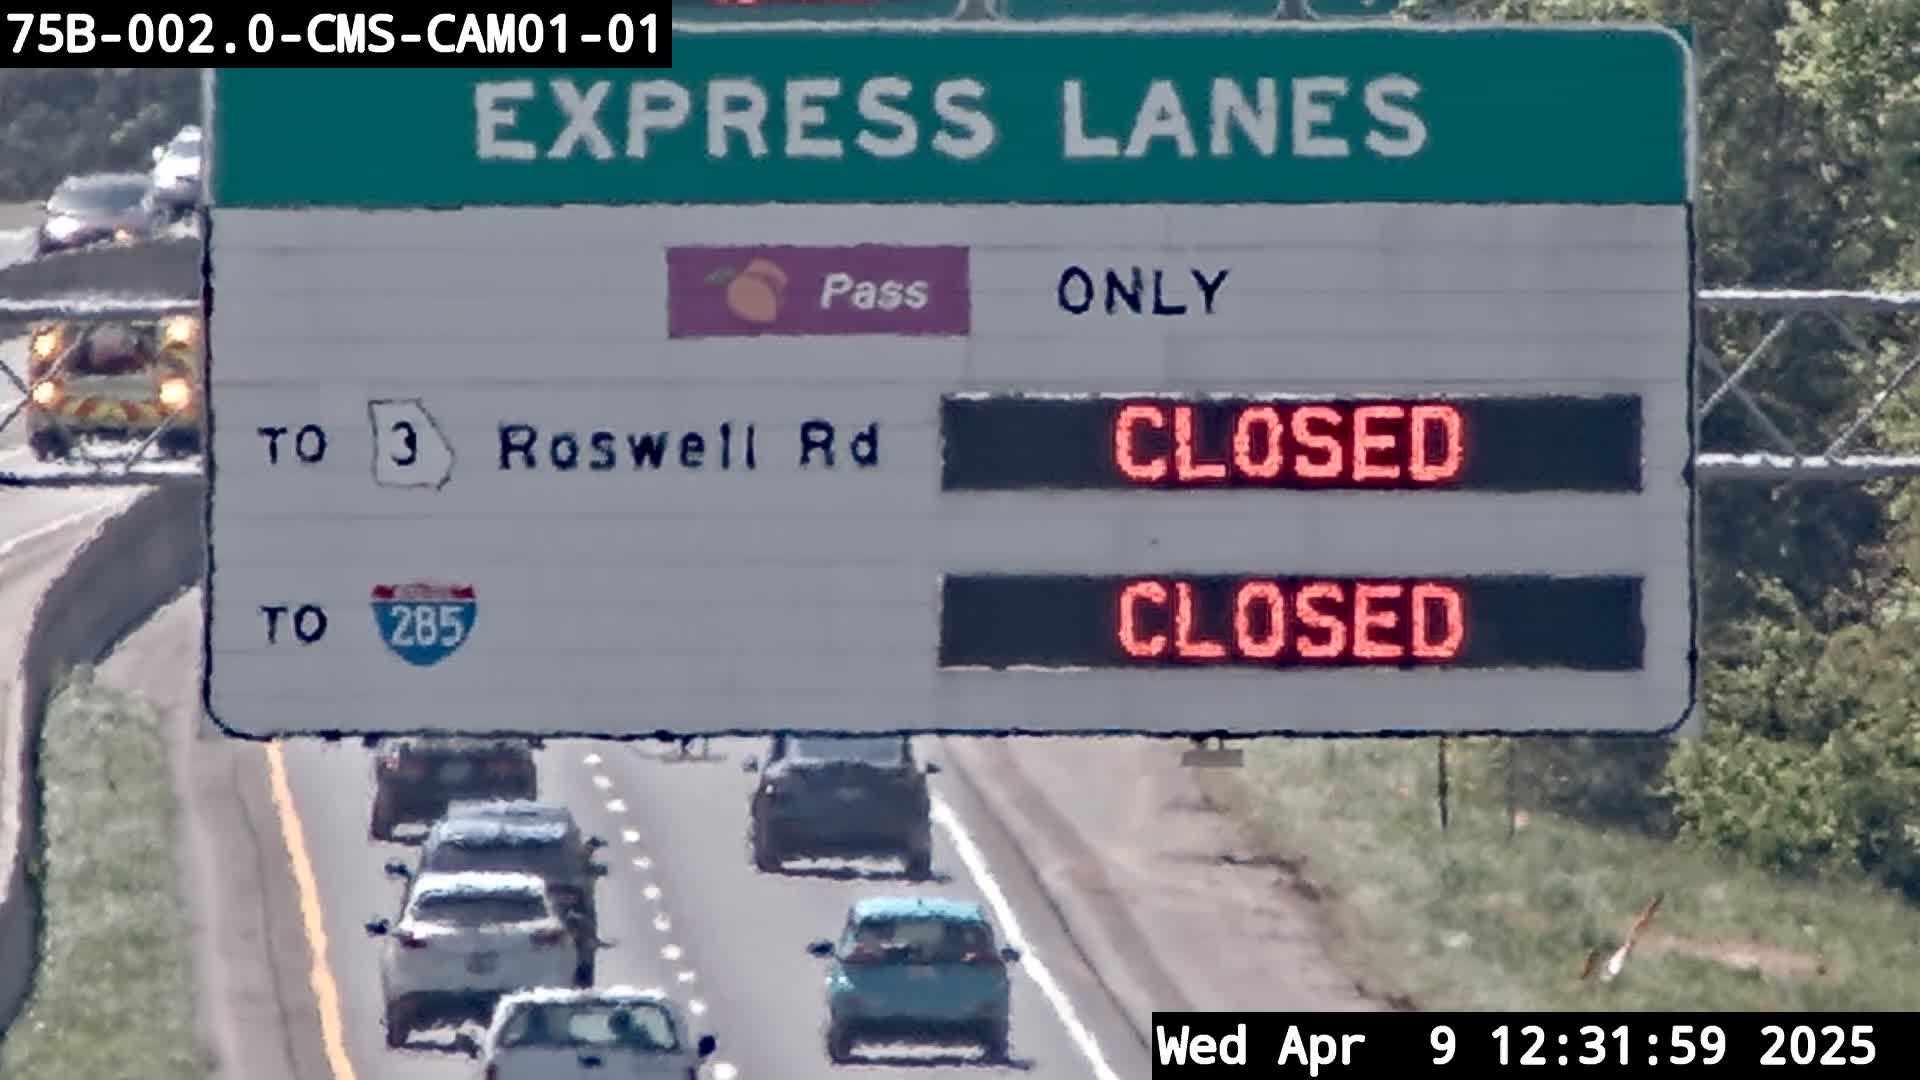 75B-002.0-CMS-CAM01-01
EXPRESS LANES
Pass ONLY
TO 3 Roswell Rd CLOSED
TO 285 CLOSED
Wed Apr 9 12:31:59 2025